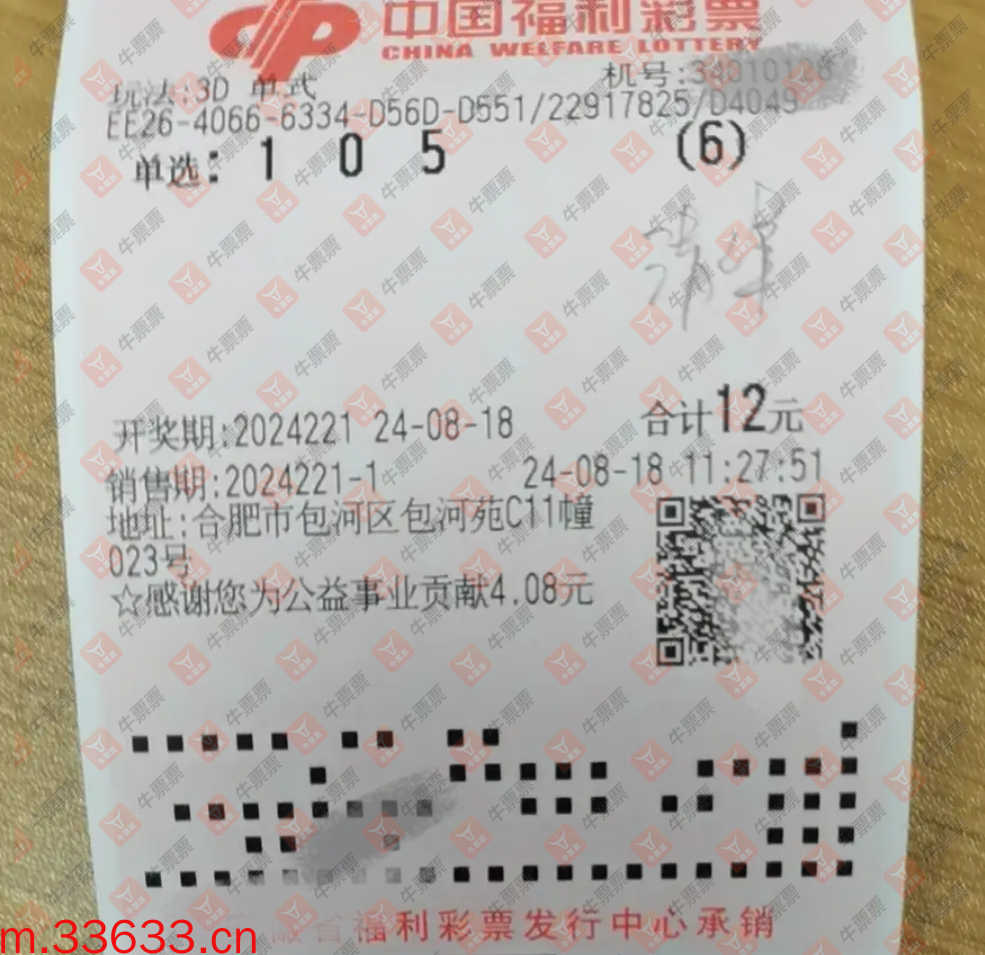 中国福利彩票
CHINA WELFARE LOTTERY
机号:34010128
玩法:3D 单式
EE26-4066-6334-D56D-D551/22917825/D4049
单选: 1 0 5 (6)
开奖期:2024221 24-08-18 合计12元
销售期:2024221-1 24-08-18 11:27:51
地址:合肥市包河区包河苑C11幢
023号
☆感谢您为公益事业贡献4.08元
省福利彩票发行中心承销
m.33633.cn
牛票票